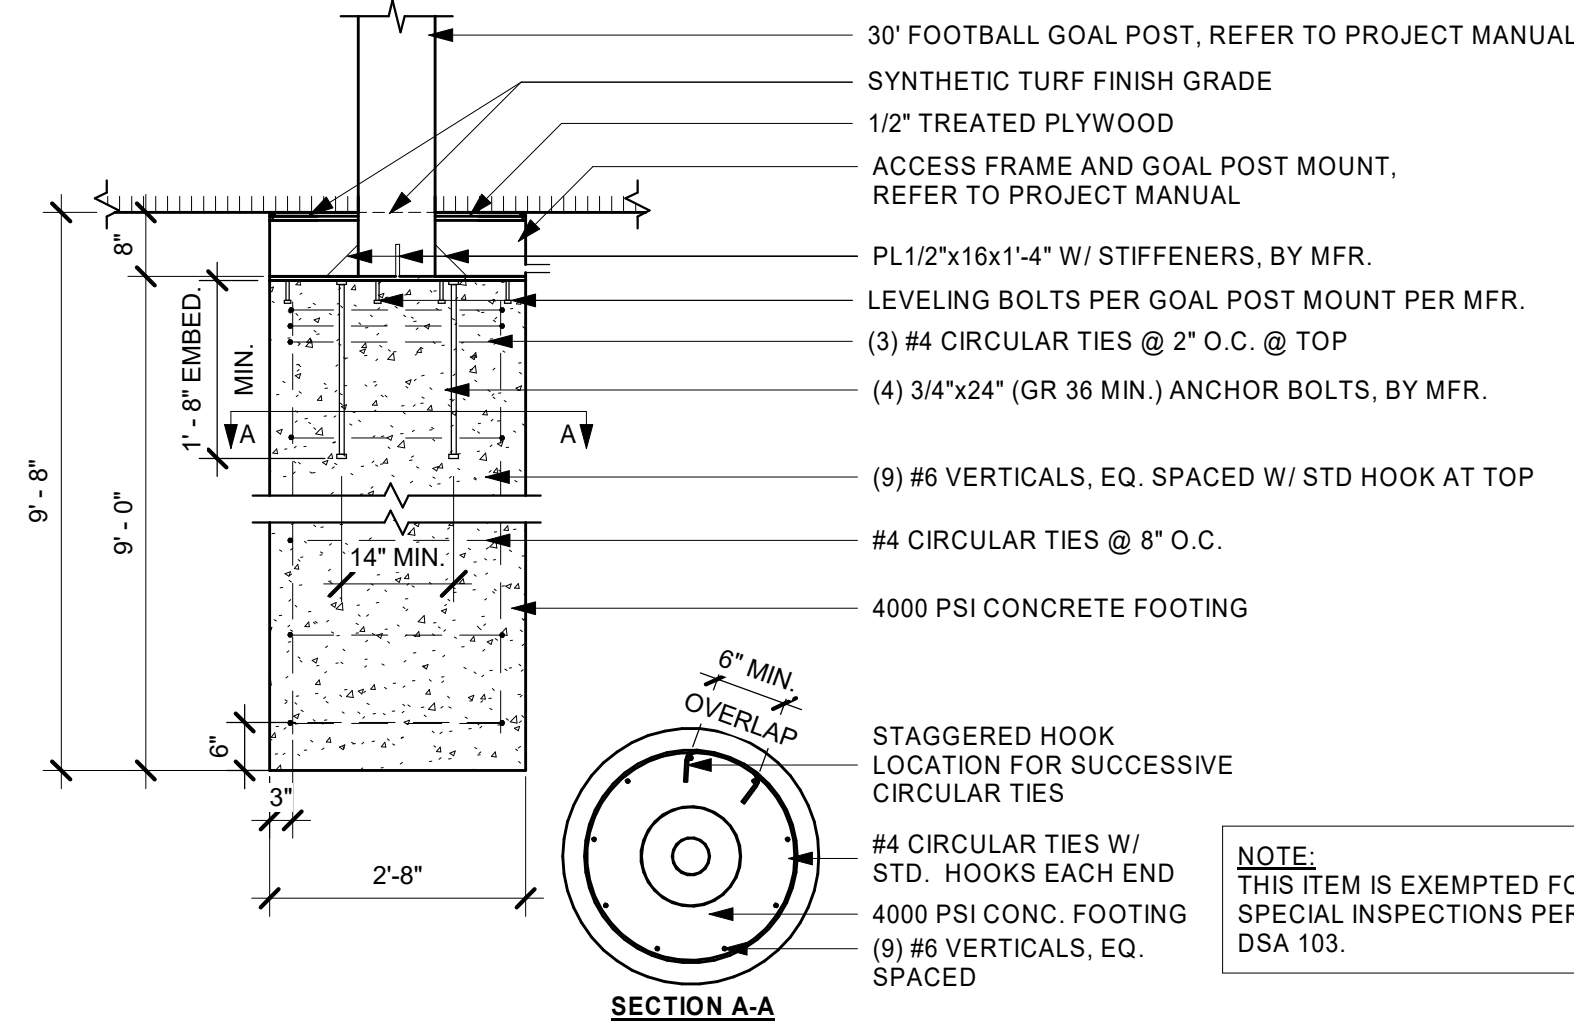 30' FOOTBALL GOAL POST, REFER TO PROJECT MANUAL
SYNTHETIC TURF FINISH GRADE
1/2" TREATED PLYWOOD
ACCESS FRAME AND GOAL POST MOUNT,
REFER TO PROJECT MANUAL
PL1/2"x16x1'-4" W/ STIFFENERS, BY MFR.
LEVELING BOLTS PER GOAL POST MOUNT PER MFR.
(3) #4 CIRCULAR TIES @ 2" O.C. @ TOP
(4) 3/4"x24" (GR 36 MIN.) ANCHOR BOLTS, BY MFR.
(9) #6 VERTICALS, EQ. SPACED W/ STD HOOK AT TOP
#4 CIRCULAR TIES @ 8" O.C.
4000 PSI CONCRETE FOOTING
8"
1' - 8" EMBED.
MIN.
A
A
9' - 8"
9' - 0"
14" MIN.
6"
3"
2'-8"
6" MIN.
OVERLAP
STAGGERED HOOK
LOCATION FOR SUCCESSIVE
CIRCULAR TIES
#4 CIRCULAR TIES W/
STD. HOOKS EACH END
4000 PSI CONC. FOOTING
(9) #6 VERTICALS, EQ.
SPACED
SECTION A-A
NOTE:
THIS ITEM IS EXEMPTED FO
SPECIAL INSPECTIONS PER
DSA 103.